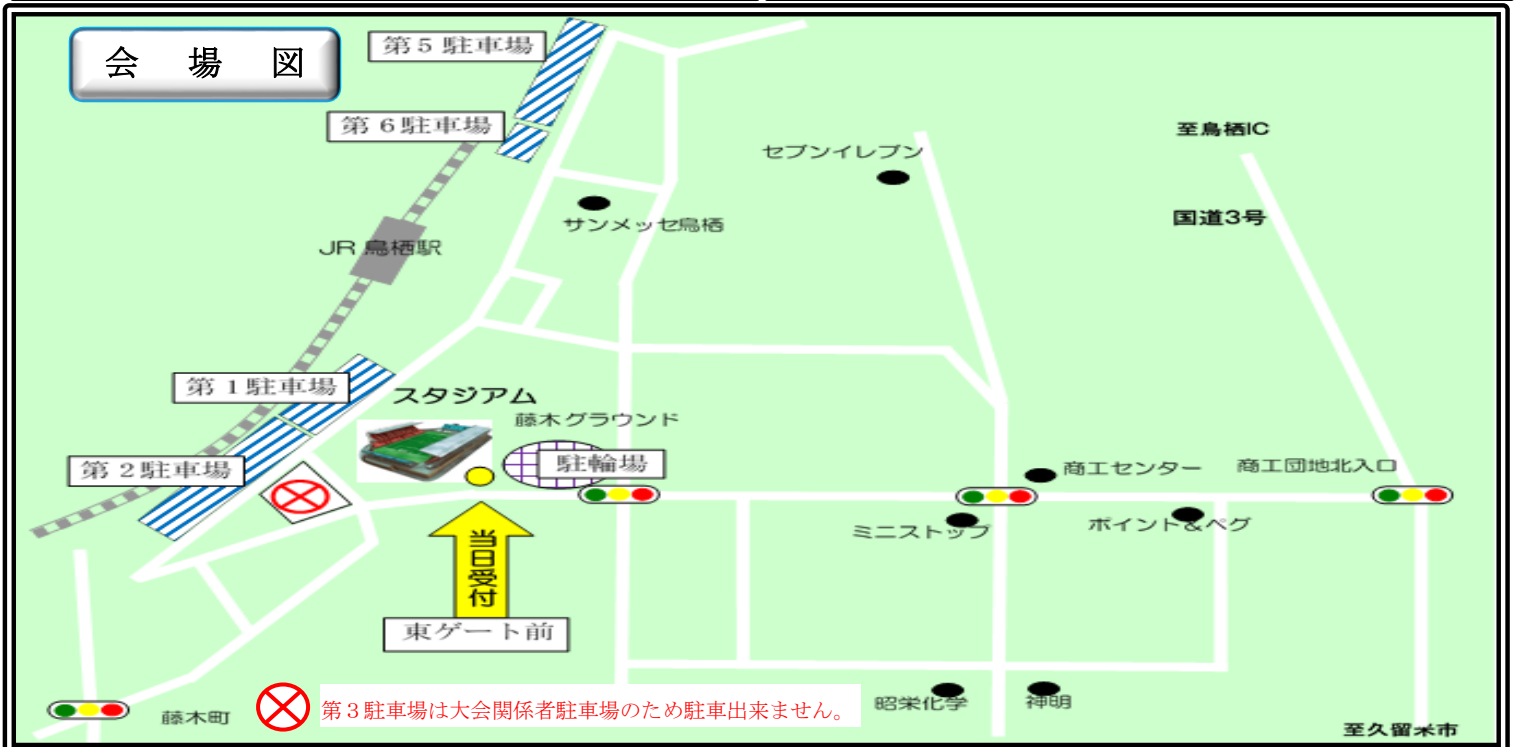 会場図
第5駐車場
第6駐車場
至鳥栖IC
セブンイレブン
国道3号
サンメッセ鳥栖
JR 鳥栖駅
第1駐車場
スタジアム
藤木グラウンド
第2駐車場
駐輪場
商工センター
商工団地北入口
ミニストップ
ポイント&ペグ
当日受付
東ゲート前
昭栄化学
神明
藤木町
第3駐車場は大会関係者駐車場のため駐車出来ません。
至久留米市